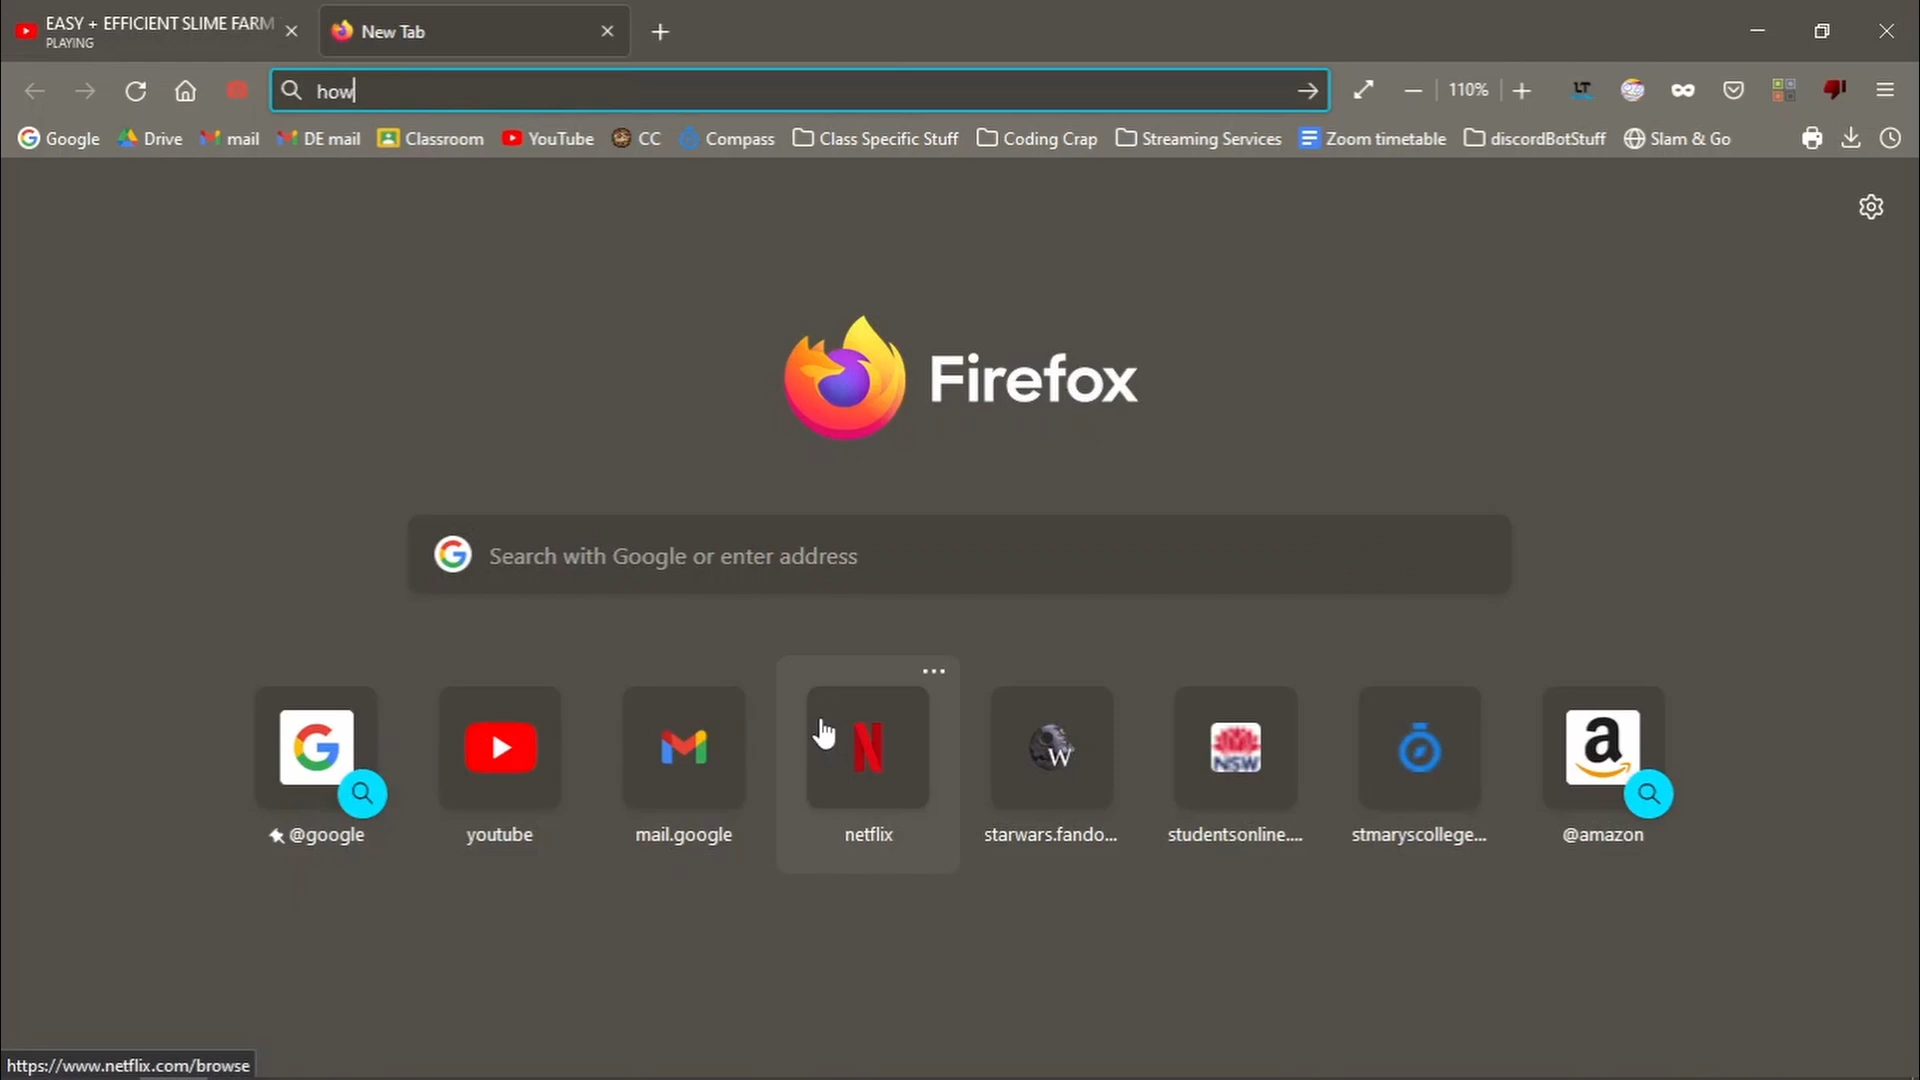 EASY + EFFICIENT SLIME FARM
PLAYING
New Tab
how
110%
LT
Google Drive mail DE mail Classroom YouTube CC Compass Class Specific Stuff Coding Crap Streaming Services Zoom timetable discordBotStuff Slam & Go
Firefox
Search with Google or enter address
W
NSW
@google youtube mail.google netflix starwars.fando... studentsonline.... stmaryscollege... @amazon
https://www.netflix.com/browse